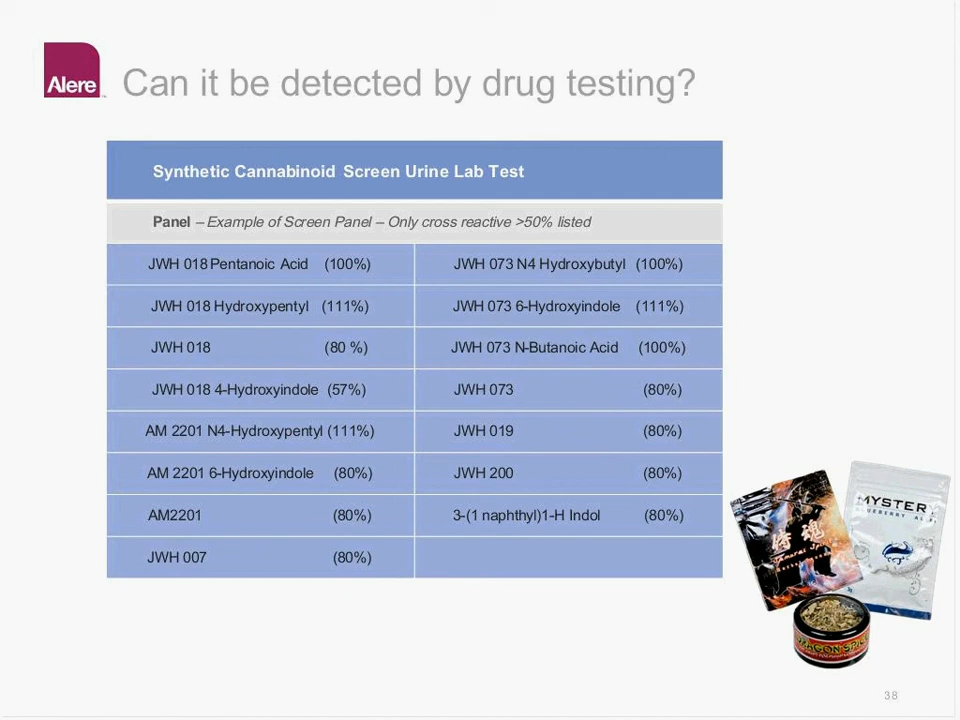 Alere
Can it be detected by drug testing?
Synthetic Cannabinoid Screen Urine Lab Test
Panel – Example of Screen Panel – Only cross reactive >50% listed
JWH 018 Pentanoic Acid (100%) JWH 073 N4 Hydroxybutyl (100%)
JWH 018 Hydroxypentyl (111%) JWH 073 6-Hydroxyindole (111%)
JWH 018 (80 %) JWH 073 N-Butanoic Acid (100%)
JWH 018 4-Hydroxyindole (57%) JWH 073 (80%)
AM 2201 N4-Hydroxypentyl (111%) JWH 019 (80%)
AM 2201 6-Hydroxyindole (80%) JWH 200 (80%)
AM2201 (80%) 3-(1 naphthyl)1-H Indol (80%)
JWH 007 (80%)
MYSTERY
侍魂
DRAGON SPICE
38